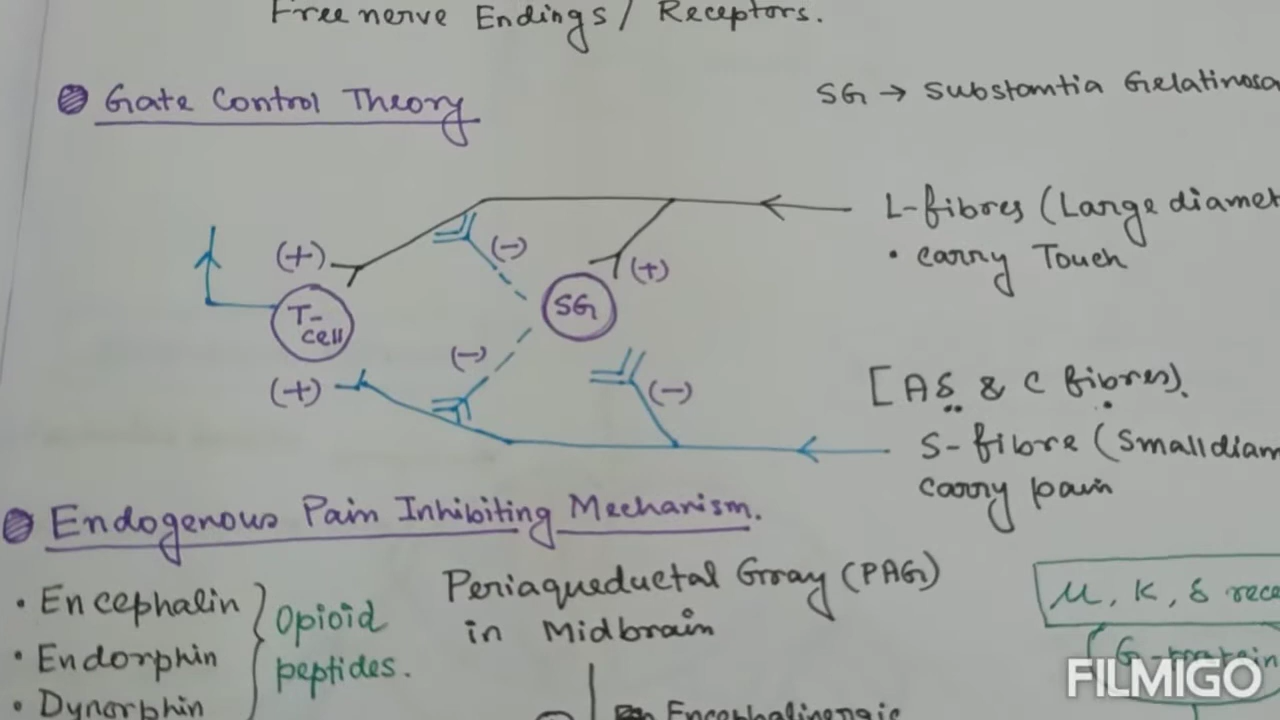 Free nerve Endings / Receptors.
Gate Control Theory
SG → Substantia Gelatinosa
L-fibres (Large diamet
• carry Touch
(+)
(-)
(+)
SG
T-cell
(-)
(+)
(-)
[Aδ & C fibres).
S-fibre (Small diam
carry pain
Endogenous Pain Inhibiting Mechanism.
• Encephalin
• Endorphin
• Dynorphin
Opioid
peptides.
Periaqueductal Gray (PAG)
in Midbrain
Encephalinergic
μ, K, δ rece
G-protein
FILMIGO